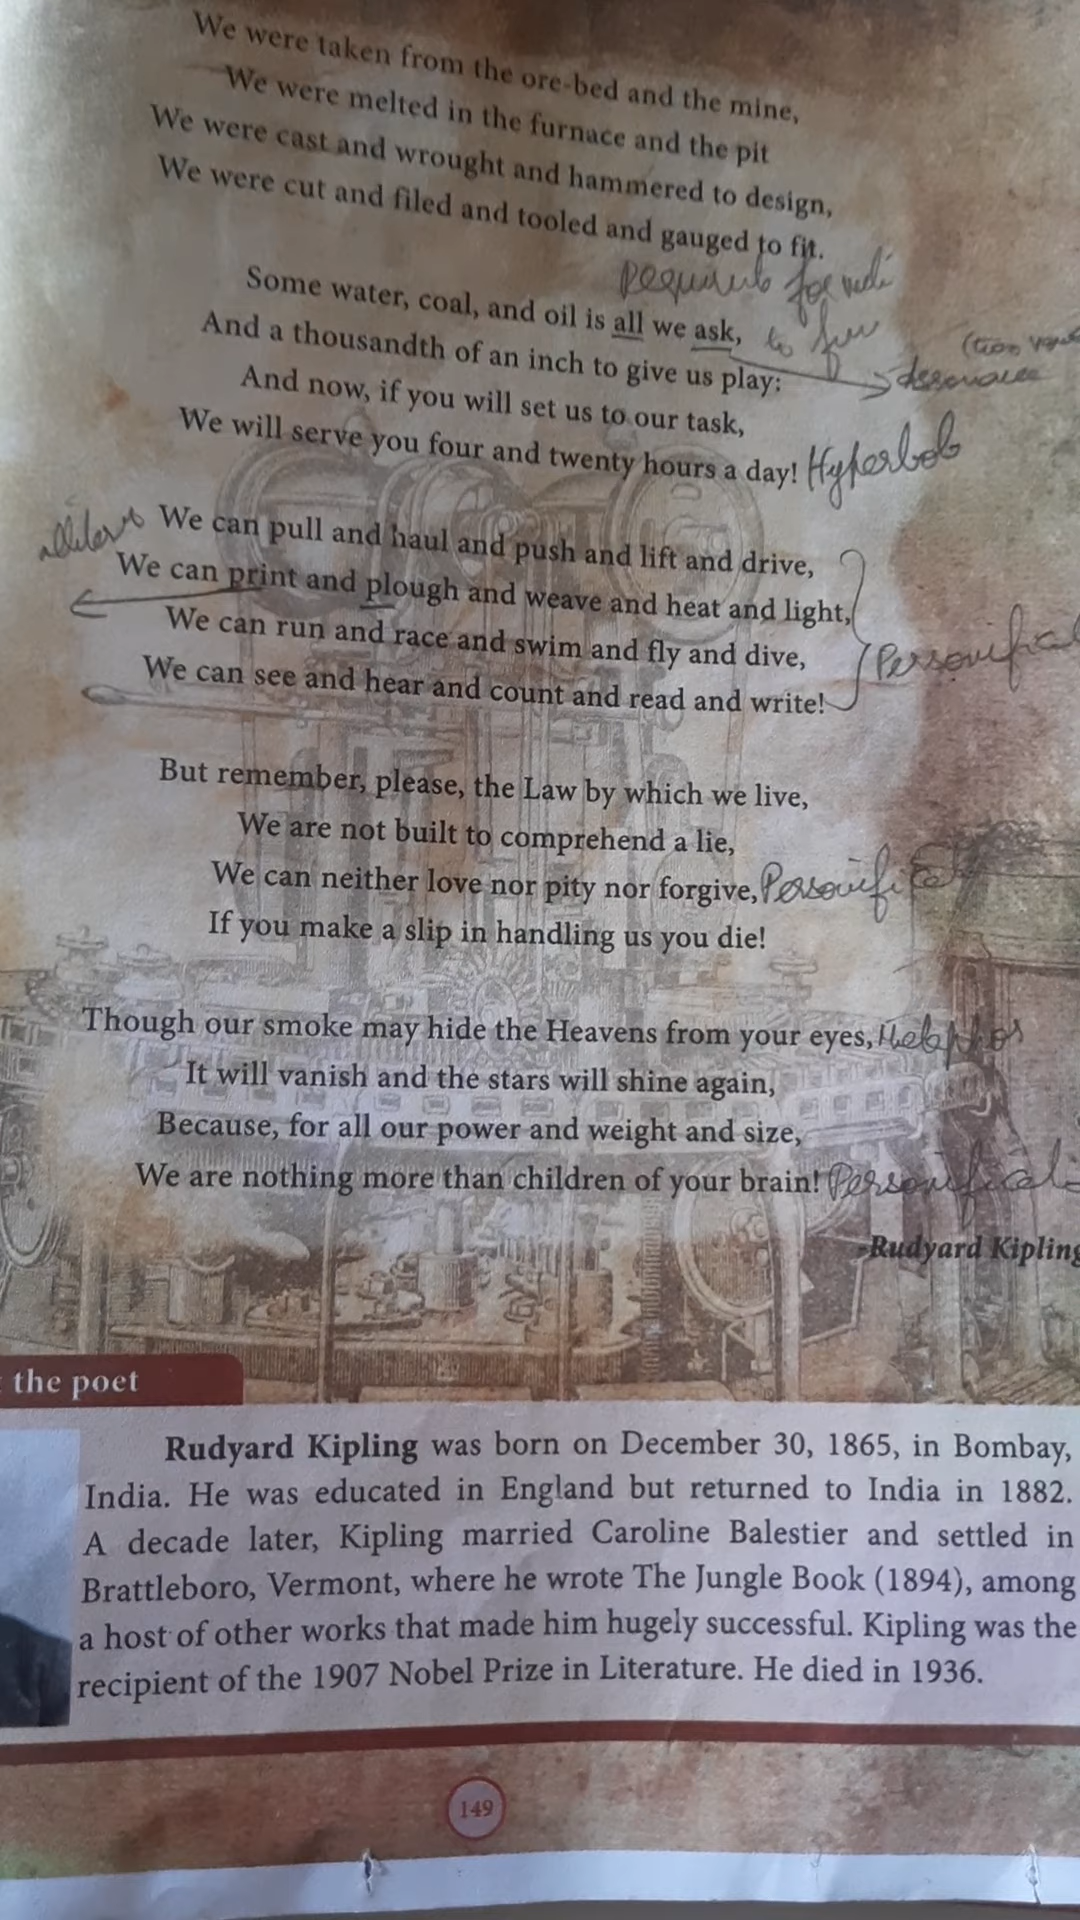 We were taken from the ore-bed and the mine,
We were melted in the furnace and the pit
We were cast and wrought and hammered to design,
We were cut and filed and tooled and gauged to fit.
Some water, coal, and oil is all we ask,
And a thousandth of an inch to give us play:
And now, if you will set us to our task,
We will serve you four and twenty hours a day! Hyperbob
We can pull and haul and push and lift and drive,
We can print and plough and weave and heat and light,
We can run and race and swim and fly and dive,
Personifica
We can see and hear and count and read and write!
But remember, please, the Law by which we live,
We are not built to comprehend a lie,
We can neither love nor pity nor forgive,
If you make a slip in handling us you die!
Though our smoke may hide the Heavens from your eyes, Metaphor
It will vanish and the stars will shine again,
Because, for all our power and weight and size,
We are nothing more than children of your brain! Personificati
-Rudyard Kipling
the poet
Rudyard Kipling was born on December 30, 1865, in Bombay,
India. He was educated in England but returned to India in 1882.
A decade later, Kipling married Caroline Balestier and settled in
Brattleboro, Vermont, where he wrote The Jungle Book (1894), among
a host of other works that made him hugely successful. Kipling was the
recipient of the 1907 Nobel Prize in Literature. He died in 1936.
149